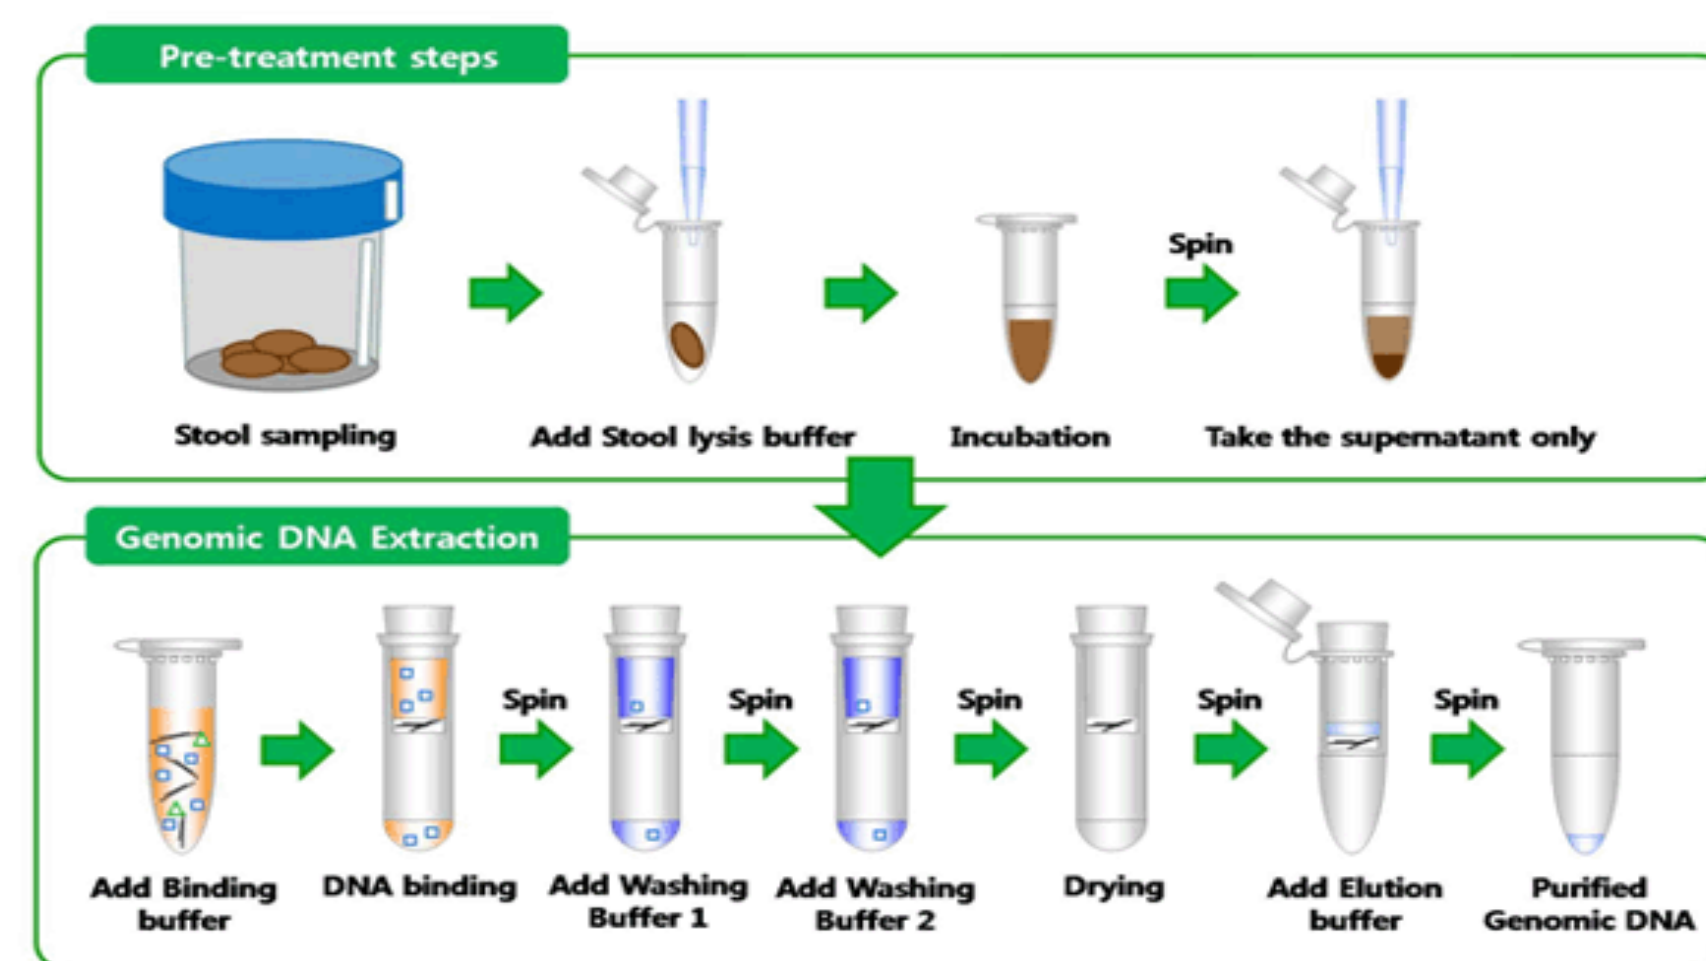 Pre-treatment steps
Spin
Stool sampling
Add Stool lysis buffer
Incubation
Take the supernatant only
Genomic DNA Extraction
Spin
Spin
Spin
Spin
Spin
Add Binding
buffer
DNA binding
Add Washing
Buffer 1
Add Washing
Buffer 2
Drying
Add Elution
buffer
Purified
Genomic DNA